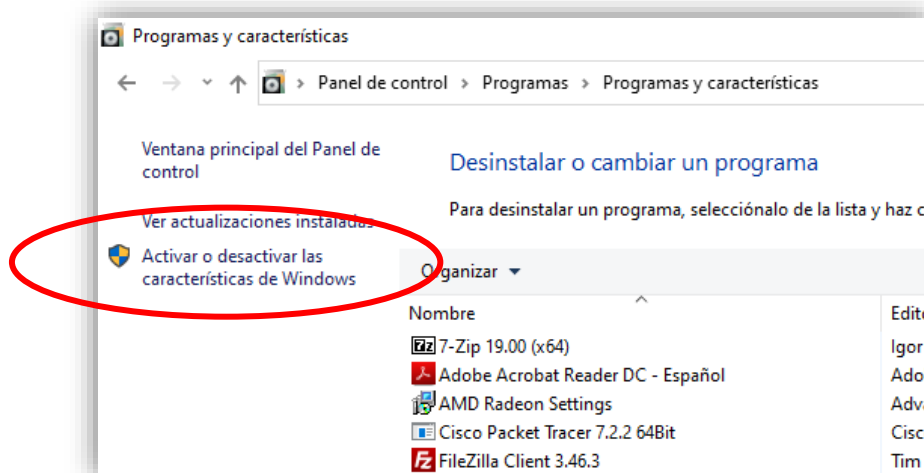 Programas y características
Panel de control > Programas > Programas y características
Ventana principal del Panel de
control
Ver actualizaciones instaladas
Activar o desactivar las
características de Windows
Desinstalar o cambiar un programa
Para desinstalar un programa, selecciónalo de la lista y haz c
Organizar
Nombre
Edito
7-Zip 19.00 (x64)
Igor
Adobe Acrobat Reader DC - Español
Ado
AMD Radeon Settings
Adva
Cisco Packet Tracer 7.2.2 64Bit
Cisc
FileZilla Client 3.46.3
Tim